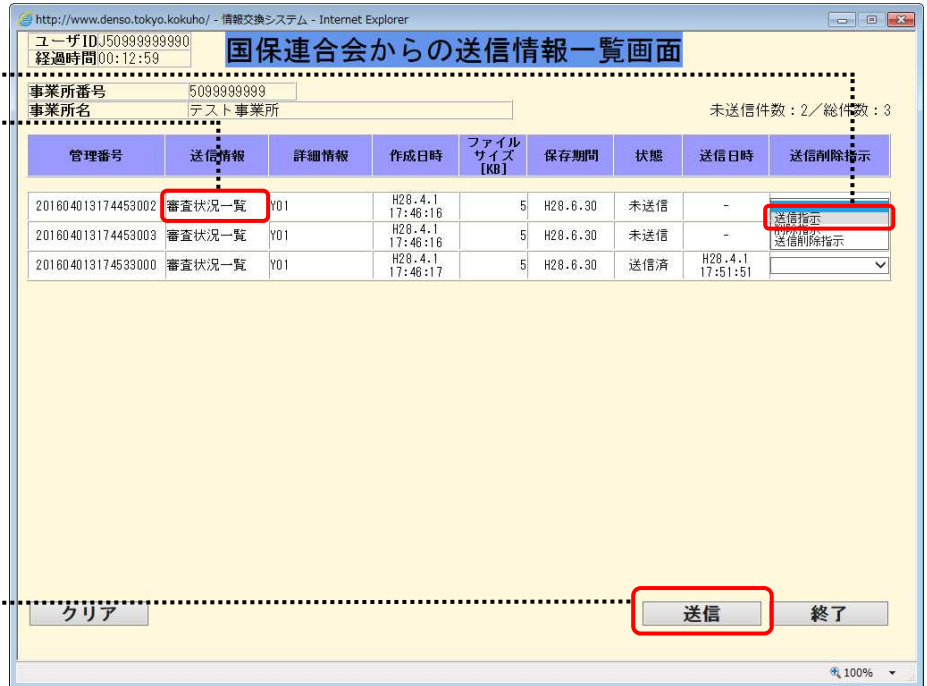 http://www.denso.tokyo.kokuho/ - 情報交換システム - Internet Explorer
ユーザID J50999999990
経過時間 00:12:59
国保連合会からの送信情報一覧画面
事業所番号 5099999999
事業所名 テスト事業所
未送信件数:2/総件数:3
管理番号 送信情報 詳細情報 作成日時 ファイルサイズ[KB] 保存期間 状態 送信日時 送信削除指示
201604013174453002 審査状況一覧 Y01 H28.4.1 17:46:16 5 H28.6.30 未送信 -
送信指示
削除指示
送信削除指示
201604013174453003 審査状況一覧 Y01 H28.4.1 17:46:16 5 H28.6.30 未送信 -
201604013174533000 審査状況一覧 Y01 H28.4.1 17:46:17 5 H28.6.30 送信済 H28.4.1 17:51:51
クリア 送信 終了
100%